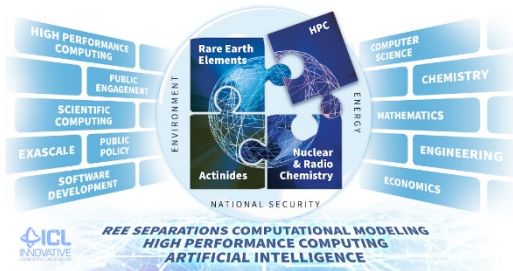 HIGH PERFORMANCE
COMPUTING
PUBLIC
ENGAGEMENT
SCIENTIFIC
COMPUTING
EXASCALE
PUBLIC
POLICY
SOFTWARE
DEVELOPMENT
ENVIRONMENT
Rare Earth
Elements
HPC
Actinides
Nuclear
& Radio
Chemistry
ENERGY
NATIONAL SECURITY
COMPUTER
SCIENCE
CHEMISTRY
MATHEMATICS
ENGINEERING
ECONOMICS
REE SEPARATIONS COMPUTATIONAL MODELING
HIGH PERFORMANCE COMPUTING
ARTIFICIAL INTELLIGENCE
ICL
INNOVATIVE